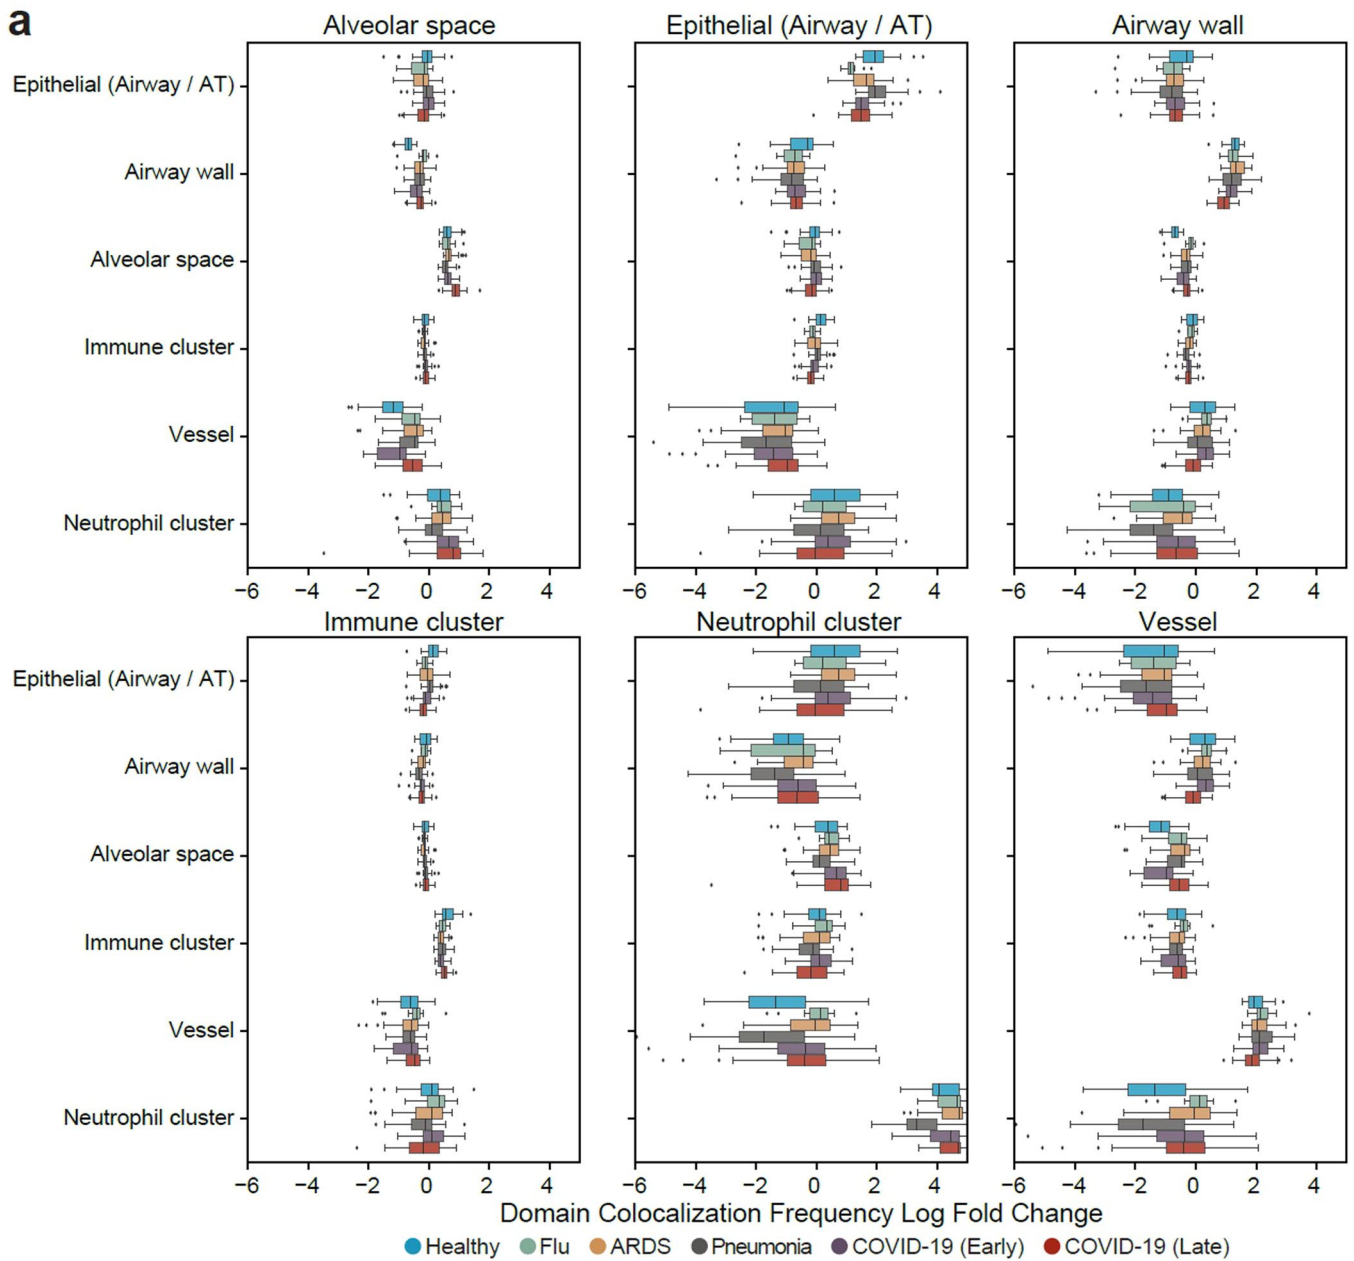 a
Alveolar space Epithelial (Airway / AT) Airway wall
Epithelial (Airway / AT)
Airway wall
Alveolar space
Immune cluster
Vessel
Neutrophil cluster
−6 −4 −2 0 2 4 −6 −4 −2 0 2 4 −6 −4 −2 0 2 4
Immune cluster Neutrophil cluster Vessel
Epithelial (Airway / AT)
Airway wall
Alveolar space
Immune cluster
Vessel
Neutrophil cluster
−6 −4 −2 0 2 4 −6 −4 −2 0 2 4 −6 −4 −2 0 2 4
Domain Colocalization Frequency Log Fold Change
Healthy Flu ARDS Pneumonia COVID-19 (Early) COVID-19 (Late)